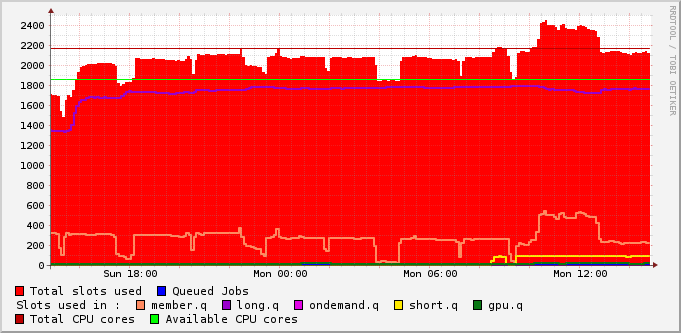 RRDTOOL / TOBI OETIKER
2400
2200
2000
1800
1600
1400
1200
1000
800
600
400
200
0
Sun 18:00 Mon 00:00 Mon 06:00 Mon 12:00
Total slots used Queued Jobs
Slots used in : member.q long.q ondemand.q short.q gpu.q
Total CPU cores Available CPU cores